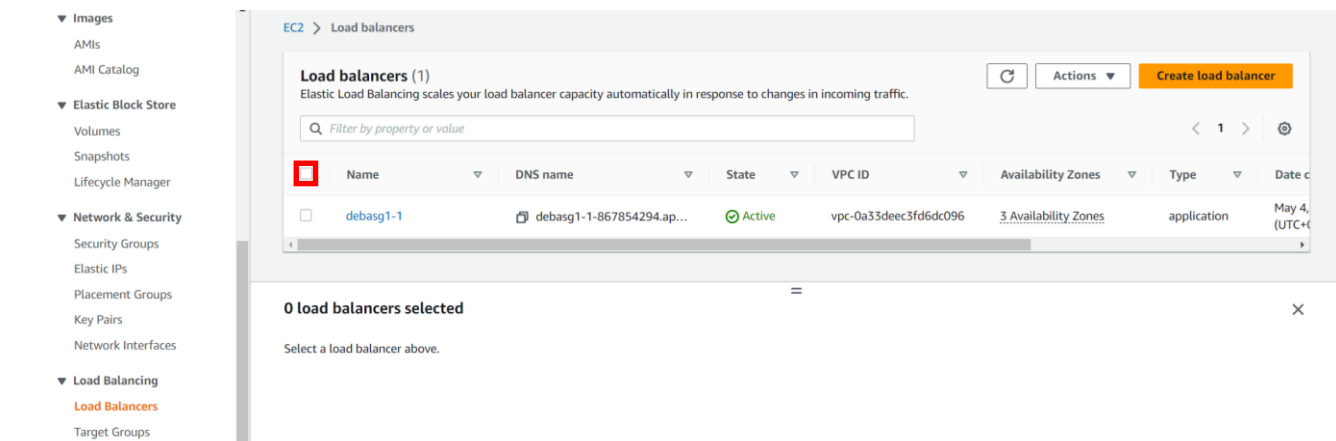 Images
AMIs
AMI Catalog
Elastic Block Store
Volumes
Snapshots
Lifecycle Manager
Network & Security
Security Groups
Elastic IPs
Placement Groups
Key Pairs
Network Interfaces
Load Balancing
Load Balancers
Target Groups
EC2 > Load balancers
Load balancers (1)
Actions
Create load balancer
Elastic Load Balancing scales your load balancer capacity automatically in response to changes in incoming traffic.
Filter by property or value
< 1 >
Name DNS name State VPC ID Availability Zones Type Date c
debasg1-1 debasg1-1-867854294.ap... Active vpc-0a33deec3fd6dc096 3 Availability Zones application May 4,
(UTC+
0 load balancers selected
Select a load balancer above.